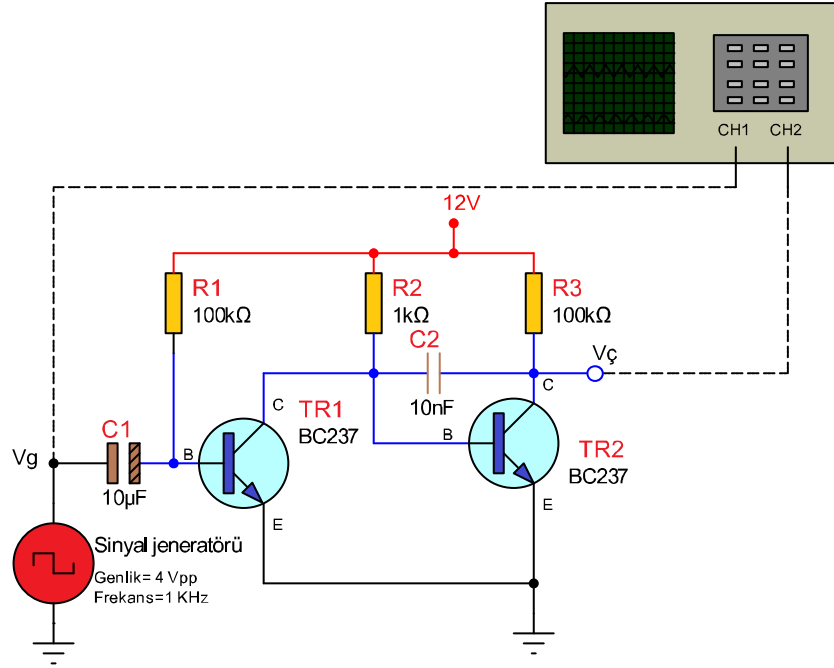 CH1 CH2
12V
R1
100kΩ
R2
1kΩ
R3
100kΩ
C2
10nF
Vç
C
TR1
BC237
C
B
TR2
BC237
E
Vg
C1
10µF
B
E
Sinyal jeneratörü
Genlik= 4 Vpp
Frekans=1 KHz